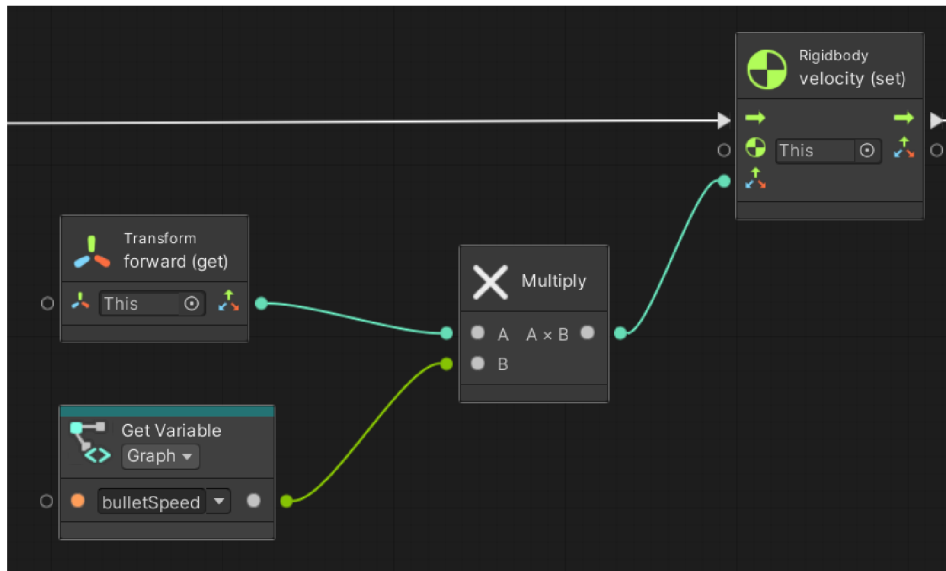 Rigidbody
velocity (set)
This
Transform
forward (get)
This
Multiply
A A × B
B
Get Variable
Graph
bulletSpeed